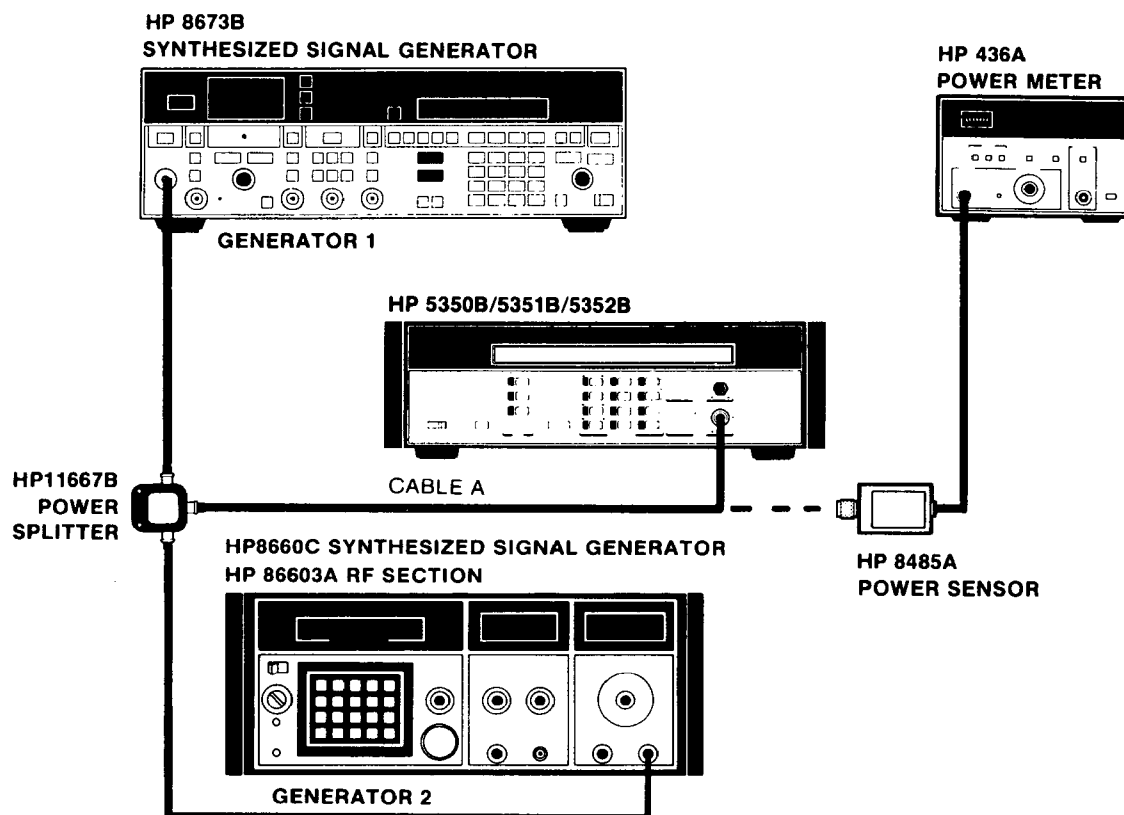 HP 8673B
SYNTHESIZED SIGNAL GENERATOR
HP 436A
POWER METER
GENERATOR 1
HP 5350B/5351B/5352B
HP11667B
POWER
SPLITTER
CABLE A
HP8660C SYNTHESIZED SIGNAL GENERATOR
HP 86603A RF SECTION
HP 8485A
POWER SENSOR
GENERATOR 2